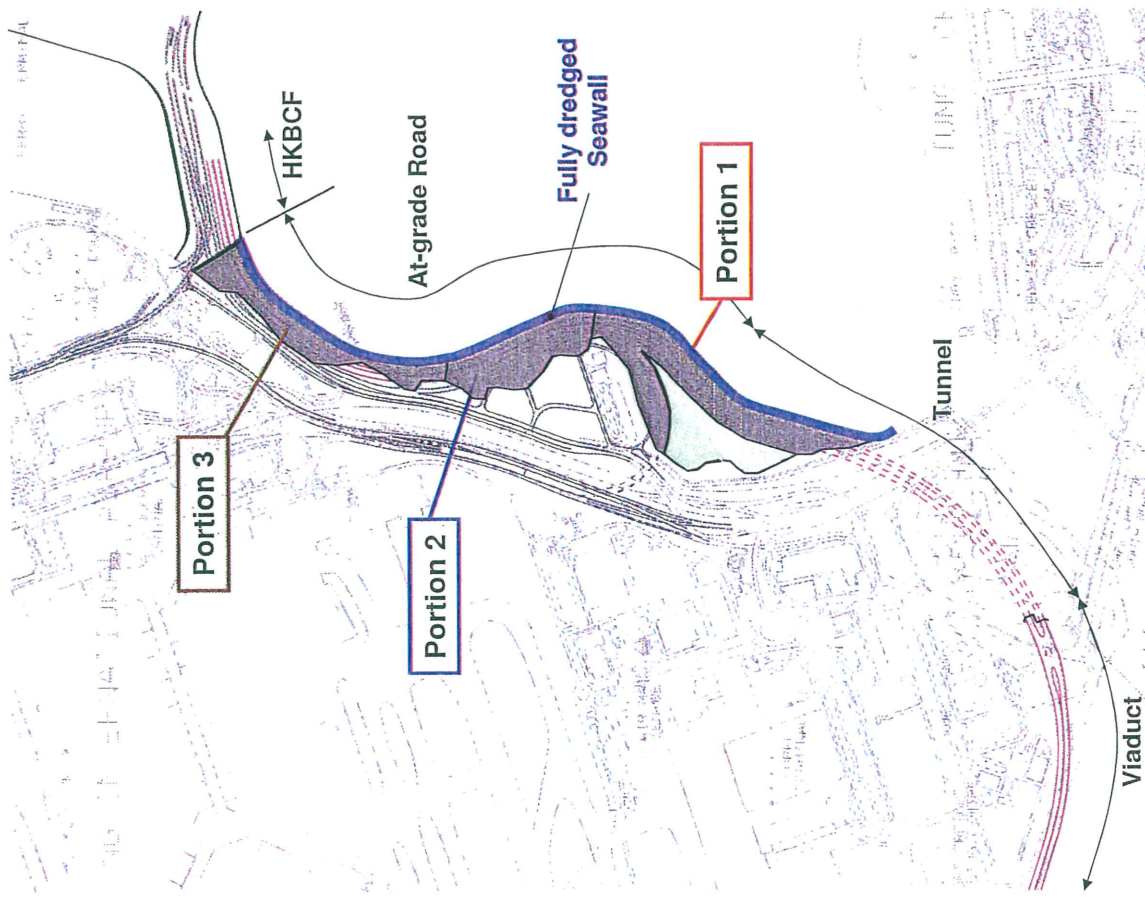 HKBCF
At-grade Road
Fully dredged
Seawall
Portion 1
Portion 3
Portion 2
Tunnel
Viaduct